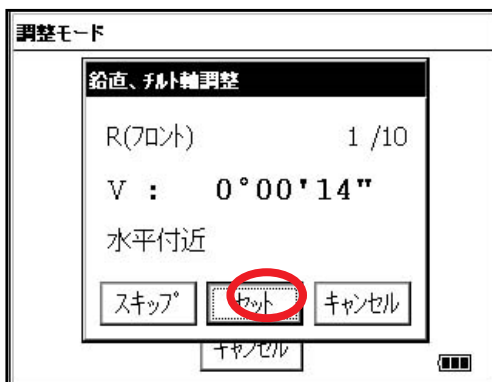 調整モード
鉛直、チルト軸調整
R(フロント) 1 /10
V : 0°00'14"
水平付近
スキップ セット キャンセル
キャンセル